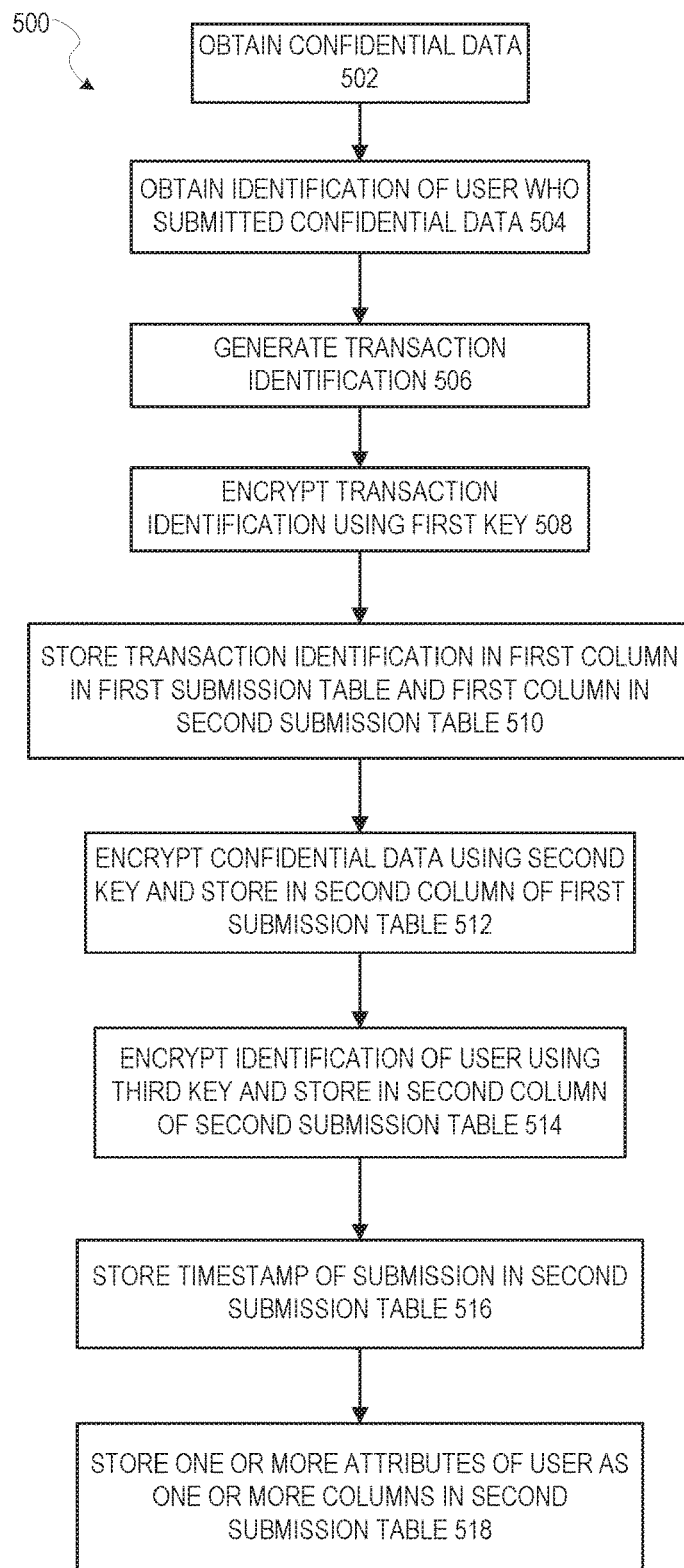 500
OBTAIN CONFIDENTIAL DATA
502
OBTAIN IDENTIFICATION OF USER WHO
SUBMITTED CONFIDENTIAL DATA 504
GENERATE TRANSACTION
IDENTIFICATION 506
ENCRYPT TRANSACTION
IDENTIFICATION USING FIRST KEY 508
STORE TRANSACTION IDENTIFICATION IN FIRST COLUMN
IN FIRST SUBMISSION TABLE AND FIRST COLUMN IN
SECOND SUBMISSION TABLE 510
ENCRYPT CONFIDENTIAL DATA USING SECOND
KEY AND STORE IN SECOND COLUMN OF FIRST
SUBMISSION TABLE 512
ENCRYPT IDENTIFICATION OF USER USING
THIRD KEY AND STORE IN SECOND COLUMN
OF SECOND SUBMISSION TABLE 514
STORE TIMESTAMP OF SUBMISSION IN SECOND
SUBMISSION TABLE 516
STORE ONE OR MORE ATTRIBUTES OF USER AS
ONE OR MORE COLUMNS IN SECOND
SUBMISSION TABLE 518